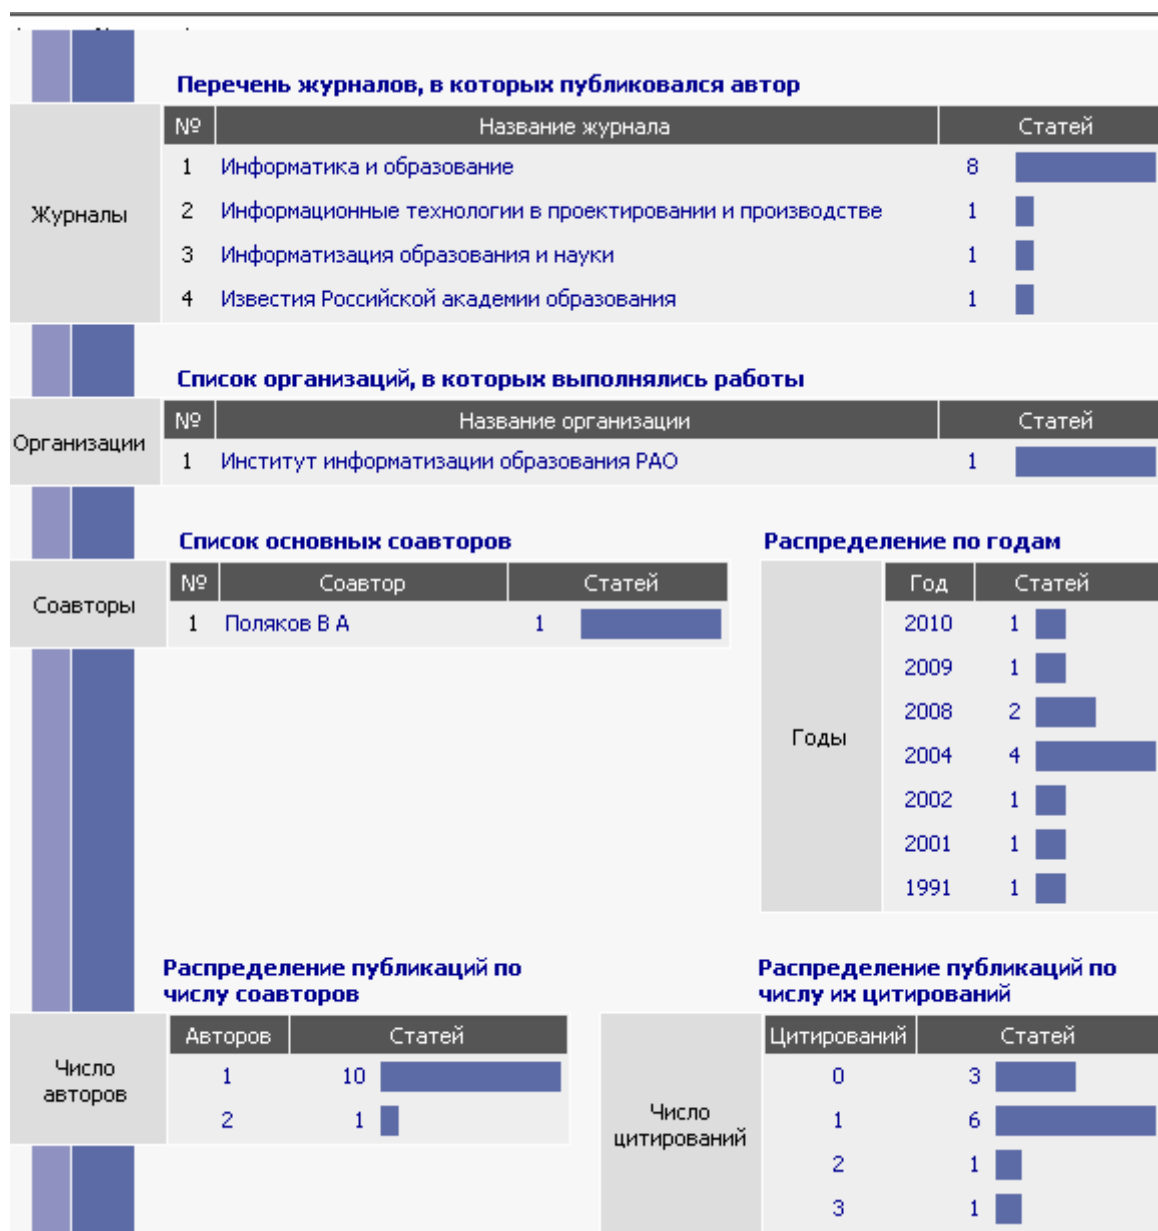 Перечень журналов, в которых публиковался автор
№ Название журнала Статей
Журналы
1 Информатика и образование 8
2 Информационные технологии в проектировании и производстве 1
3 Информатизация образования и науки 1
4 Известия Российской академии образования 1
Список организаций, в которых выполнялись работы
Организации
№ Название организации Статей
1 Институт информатизации образования РАО 1
Список основных соавторов
Соавторы
№ Соавтор Статей
1 Поляков В А 1
Распределение по годам
Годы
Год Статей
2010 1
2009 1
2008 2
2004 4
2002 1
2001 1
1991 1
Распределение публикаций по
числу соавторов
Число
авторов
Авторов Статей
1 10
2 1
Распределение публикаций по
числу их цитирований
Число
цитирований
Цитирований Статей
0 3
1 6
2 1
3 1